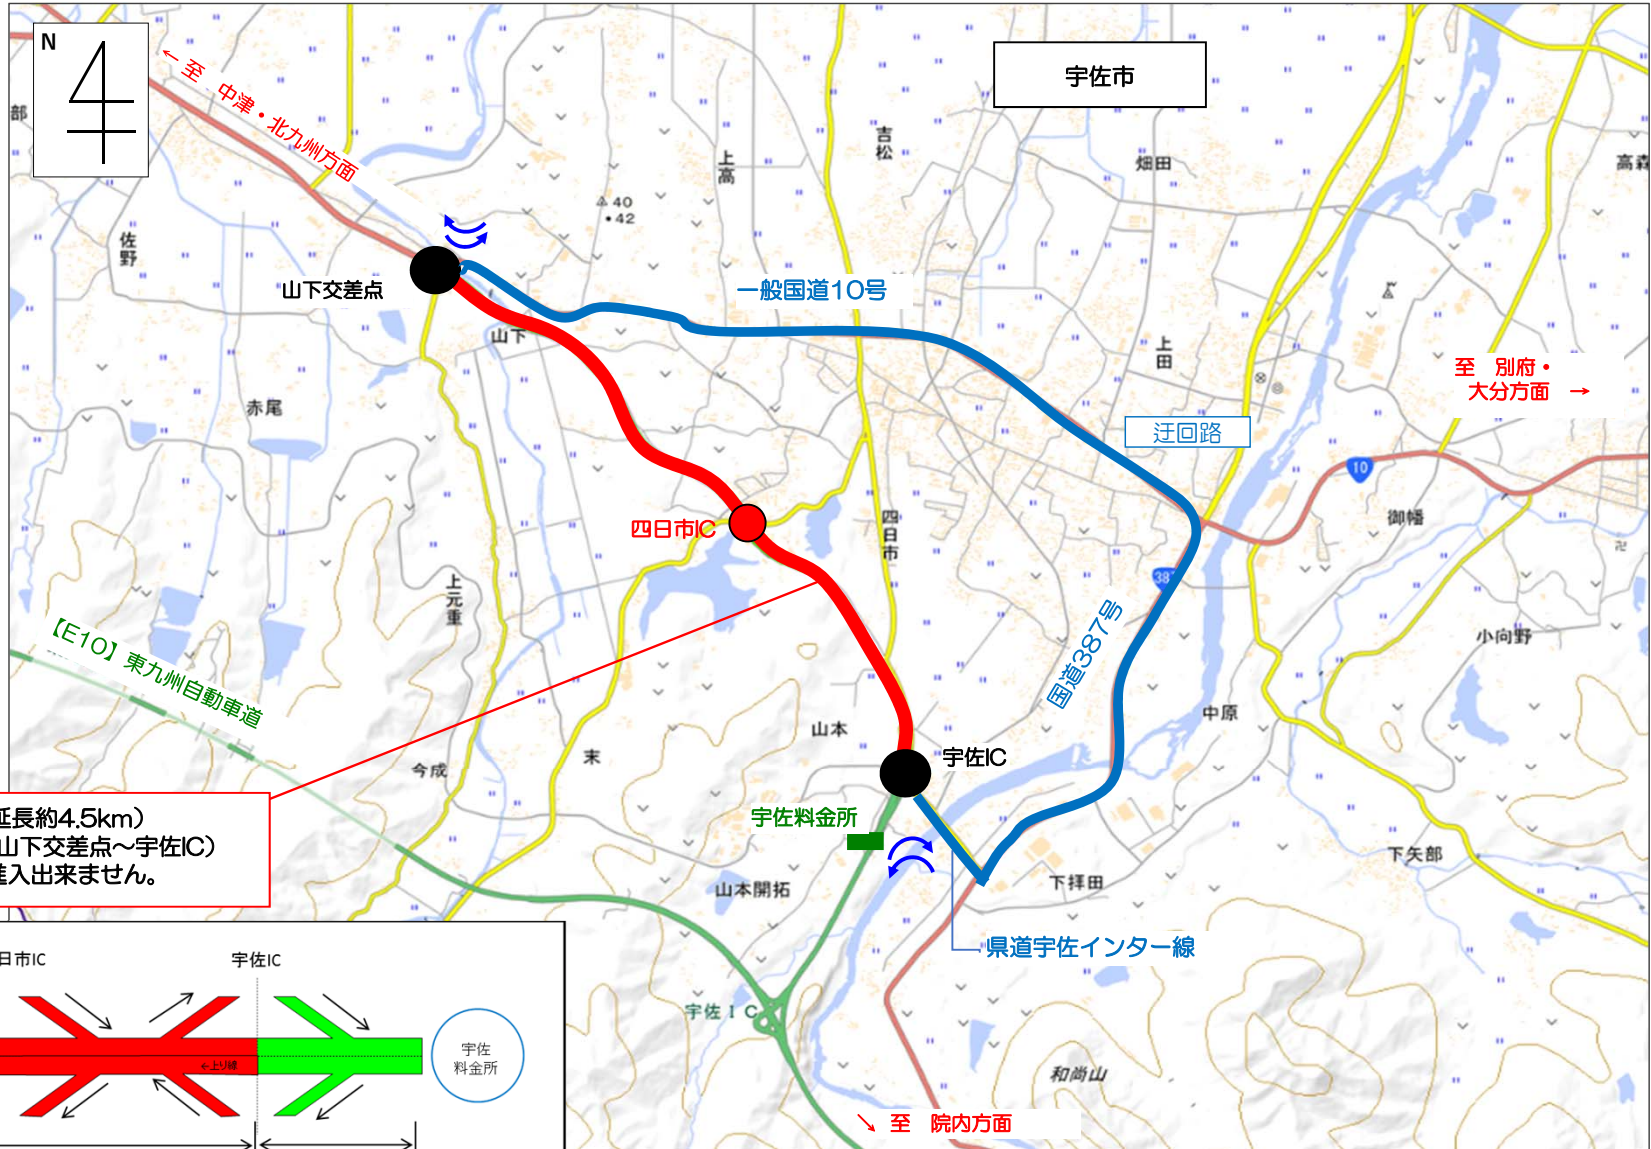 N
宇佐市
← 至 中津・北九州方面
部
吉松
上高
畑田
高森
40
42
佐野
山下交差点
一般国道10号
山下
上田
至 別府・
大分方面 →
赤尾
迂回路
10
四日市IC
四日市
御幡
上元重
387
小向野
【E10】東九州自動車道
国道387号
中原
山本
宇佐IC
末
今成
延長約4.5km)
山下交差点～宇佐IC)
進入出来ません。
宇佐料金所
下矢部
山本開拓
下拝田
県道宇佐インター線
日市IC
宇佐IC
宇佐IC
←上り線
宇佐
料金所
和尚山
↘ 至 院内方面